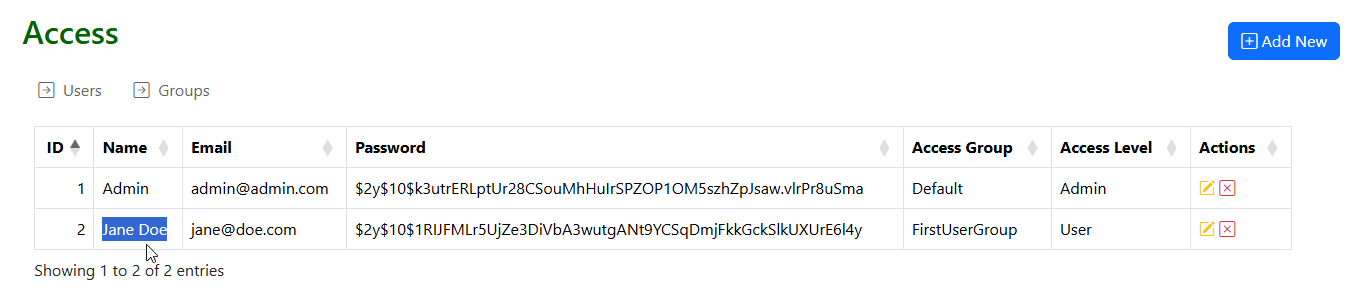 Access
Add New
Users Groups
ID Name Email Password Access Group Access Level Actions
1 Admin admin@admin.com $2y$10$k3utrERLptUr28CSouMhHuIrSPZOP1OM5szhZpJsaw.vlrPr8uSma Default Admin
2 Jane Doe jane@doe.com $2y$10$1RIJFMLr5UjZe3DiVbA3wutgANt9YCSqDmjFkkGckSlkUXUrE6l4y FirstUserGroup User
Showing 1 to 2 of 2 entries